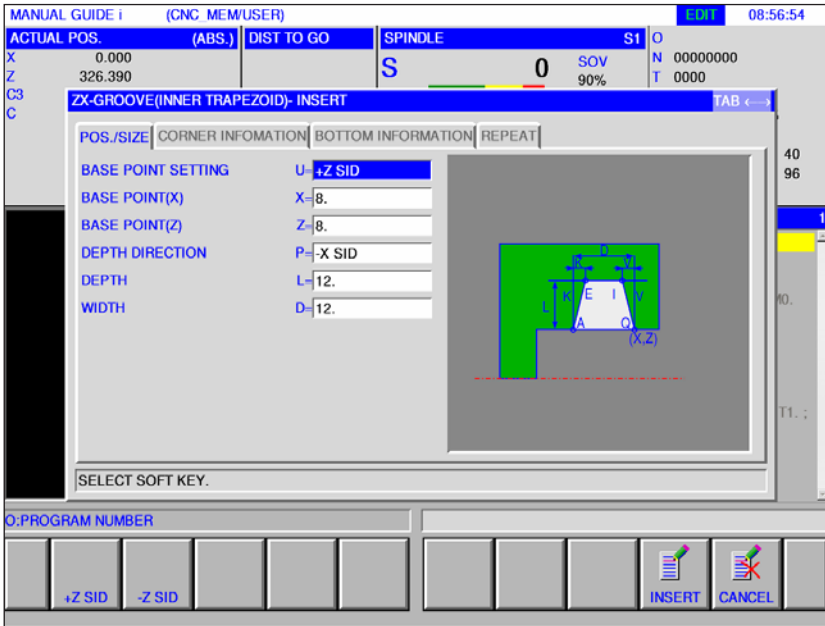 MANUAL GUIDE i (CNC_MEM/USER) EDIT 08:56:54
ACTUAL POS. (ABS.) DIST TO GO SPINDLE S1 O
X 0.000 N 00000000
Z 326.390 S 0 SOV 90% T 0000
C3
C
ZX-GROOVE(INNER TRAPEZOID)- INSERT TAB ←→
POS./SIZE CORNER INFOMATION BOTTOM INFORMATION REPEAT
BASE POINT SETTING U= +Z SID
BASE POINT(X) X= 8.
BASE POINT(Z) Z= 8.
DEPTH DIRECTION P= -X SID
DEPTH L= 12.
WIDTH D= 12.
D
K V
L K E I V
A Q
(X,Z)
40
96
1
M0.
T1. ;
SELECT SOFT KEY.
O:PROGRAM NUMBER
+Z SID -Z SID INSERT CANCEL